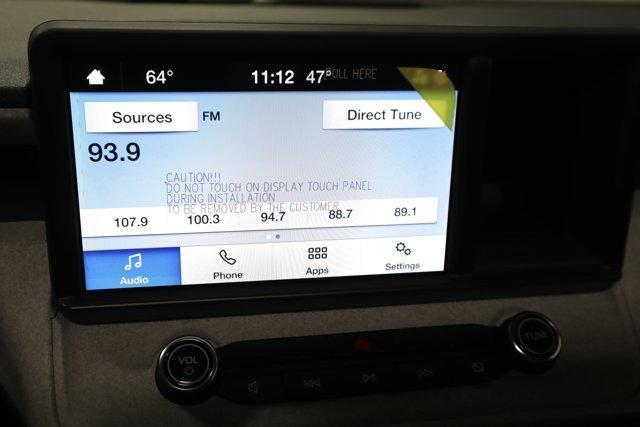 64° 11:12 47° PULL HERE
Sources FM Direct Tune
93.9
CAUTION!!!
DO NOT TOUCH ON DISPLAY TOUCH PANEL
DURING INSTALLATION
TO BE REMOVED BY THE CUSTOMER
107.9 100.3 94.7 88.7 89.1
Audio Phone Apps Settings
VOL TUNE